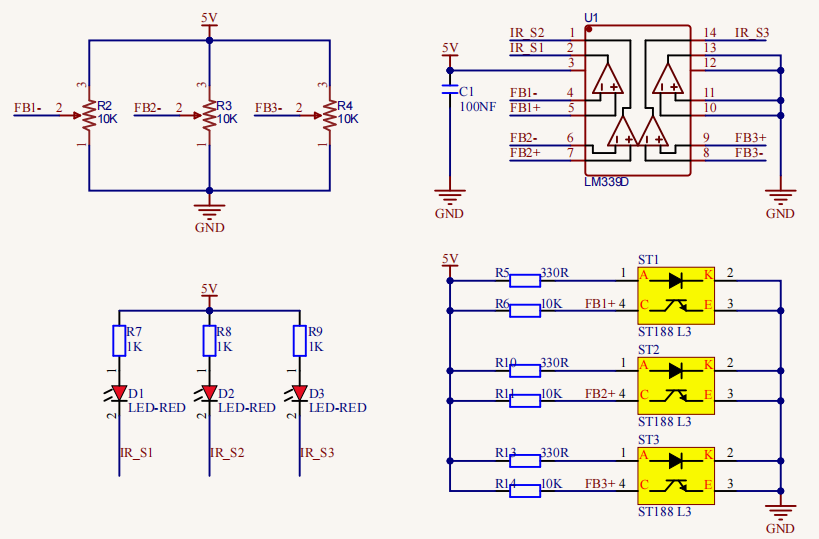 5V
3 3 3
FB1- 2 R2 FB2- 2 R3 FB3- 2 R4
10K 10K 10K
1 1 1
GND
U1
IR_S2 1 14 IR_S3
IR_S1 2 13
5V 3 12
C1
100NF
FB1- 4 11
FB1+ 5 10
FB2- 6 9 FB3+
FB2+ 7 8 FB3-
LM339D
GND GND
5V
R7 R8 R9
1K 1K 1K
1 1 1
D1 D2 D3
LED-RED LED-RED LED-RED
2 2 2
IR_S1 IR_S2 IR_S3
5V
ST1
R5 330R 1 A K 2
R6 10K FB1+ 4 C E 3
ST188 L3
ST2
R10 330R 1 A K 2
R11 10K FB2+ 4 C E 3
ST188 L3
ST3
R13 330R 1 A K 2
R14 10K FB3+ 4 C E 3
ST188 L3
GND